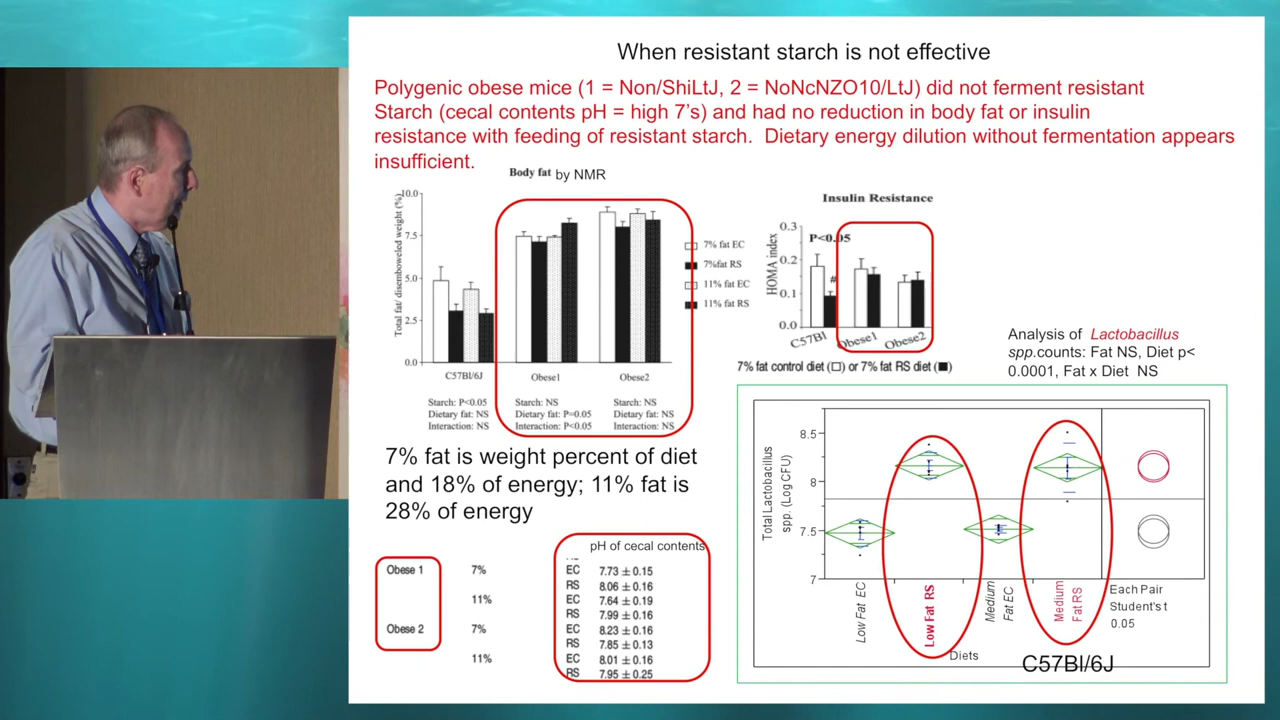 When resistant starch is not effective
Polygenic obese mice (1 = Non/ShiLtJ, 2 = NoNcNZO10/LtJ) did not ferment resistant
Starch (cecal contents pH = high 7's) and had no reduction in body fat or insulin
resistance with feeding of resistant starch. Dietary energy dilution without fermentation appears
insufficient.
Body fat by NMR
Total fat/ disemboweled weight (%)
10.0
7.5
5.0
2.5
0.0
C57Bl/6J
Obese1
Obese2
7% fat EC
7%fat RS
11% fat EC
11% fat RS
Starch: P<0.05
Dietary fat: NS
Interaction: NS
Starch: NS
Dietary fat: P=0.05
Interaction: P<0.05
Starch: NS
Dietary fat: NS
Interaction: NS
Insulin Resistance
HOMA index
0.3
0.2
0.1
0.0
P<0.05
#
C57Bl
Obese1
Obese2
7% fat control diet (□) or 7% fat RS diet (■)
Analysis of Lactobacillus
spp.counts: Fat NS, Diet p<
0.0001, Fat x Diet NS
7% fat is weight percent of diet
and 18% of energy; 11% fat is
28% of energy
pH of cecal contents
Obese 1 7% EC 7.73 ± 0.15
RS 8.06 ± 0.16
11% EC 7.64 ± 0.19
RS 7.99 ± 0.16
Obese 2 7% EC 8.23 ± 0.16
RS 7.85 ± 0.13
11% EC 8.01 ± 0.16
RS 7.95 ± 0.25
Total Lactobacillus
spp. (Log CFU)
8.5
8
7.5
7
Low Fat EC
Low Fat RS
Medium
Fat EC
Medium
Fat RS
Each Pair
Student's t
0.05
Diets
C57Bl/6J